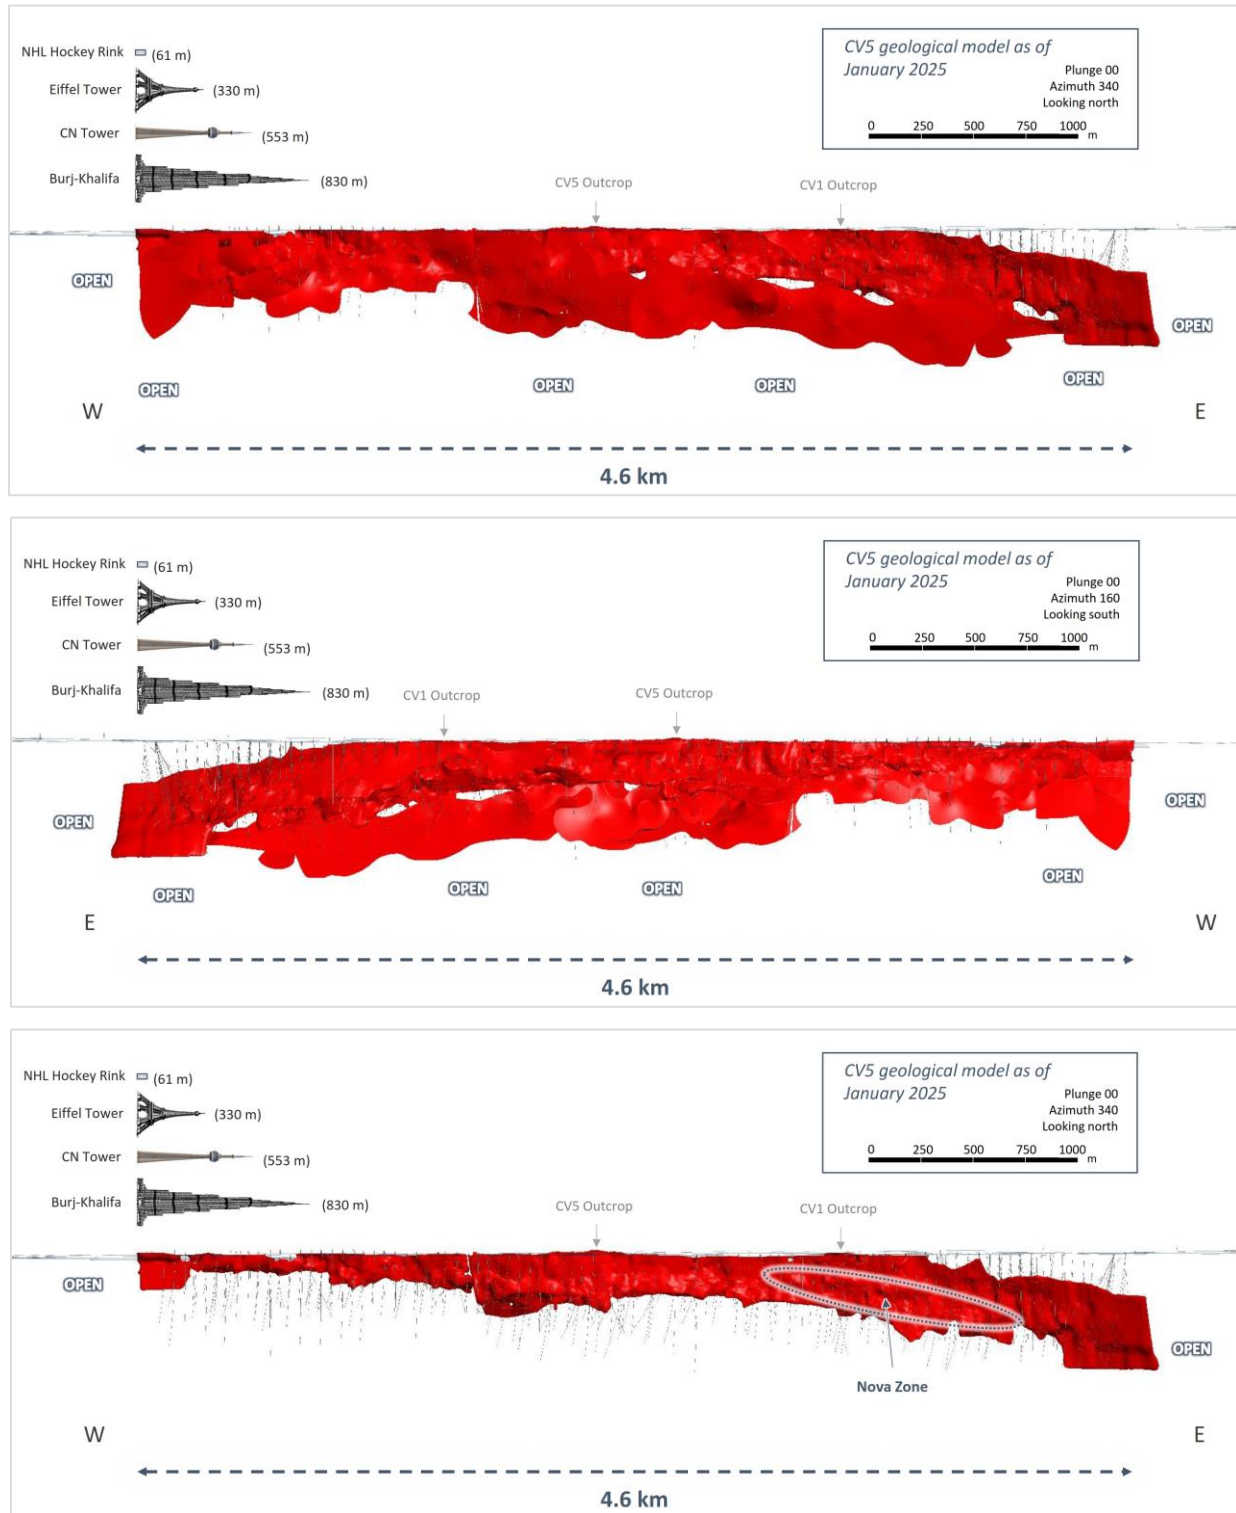 NHL Hockey Rink (61 m)
Eiffel Tower (330 m)
CN Tower (553 m)
Burj-Khalifa (830 m)
CV5 geological model as of
January 2025
Plunge 00
Azimuth 340
Looking north
0 250 500 750 1000
m
CV5 Outcrop CV1 Outcrop
OPEN
OPEN
OPEN OPEN OPEN OPEN
W E
4.6 km
NHL Hockey Rink (61 m)
Eiffel Tower (330 m)
CN Tower (553 m)
Burj-Khalifa (830 m)
CV5 geological model as of
January 2025
Plunge 00
Azimuth 160
Looking south
0 250 500 750 1000
m
CV1 Outcrop CV5 Outcrop
OPEN
OPEN
OPEN OPEN OPEN OPEN
E W
4.6 km
NHL Hockey Rink (61 m)
Eiffel Tower (330 m)
CN Tower (553 m)
Burj-Khalifa (830 m)
CV5 geological model as of
January 2025
Plunge 00
Azimuth 340
Looking north
0 250 500 750 1000
m
CV5 Outcrop CV1 Outcrop
OPEN
OPEN
Nova Zone
W E
4.6 km